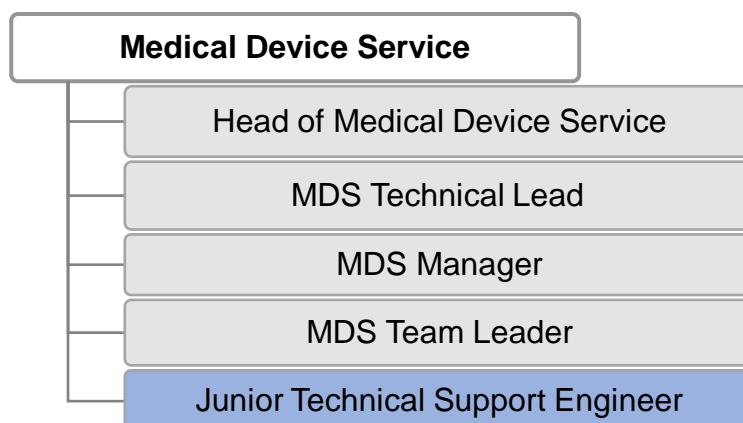 Medical Device Service
Head of Medical Device Service
MDS Technical Lead
MDS Manager
MDS Team Leader
Junior Technical Support Engineer